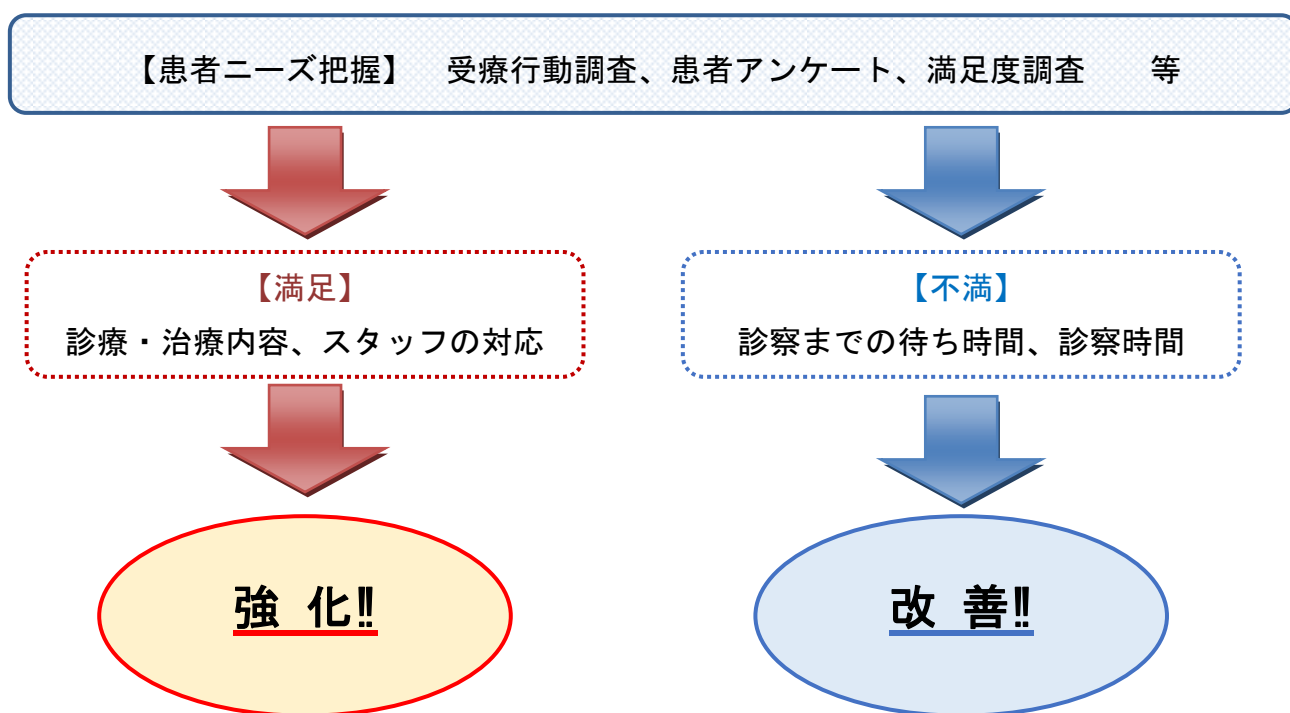 【患者ニーズ把握】　受療行動調査、患者アンケート、満足度調査　　等
【満足】
診療・治療内容、スタッフの対応
強 化‼
【不満】
診察までの待ち時間、診察時間
改 善‼